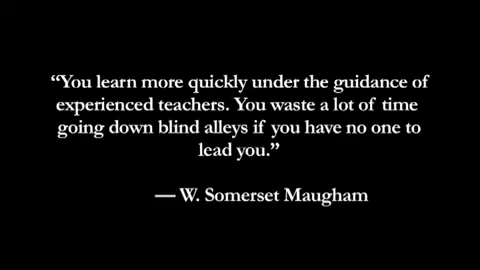 “You learn more quickly under the guidance of
experienced teachers. You waste a lot of time
going down blind alleys if you have no one to
lead you.”
— W. Somerset Maugham